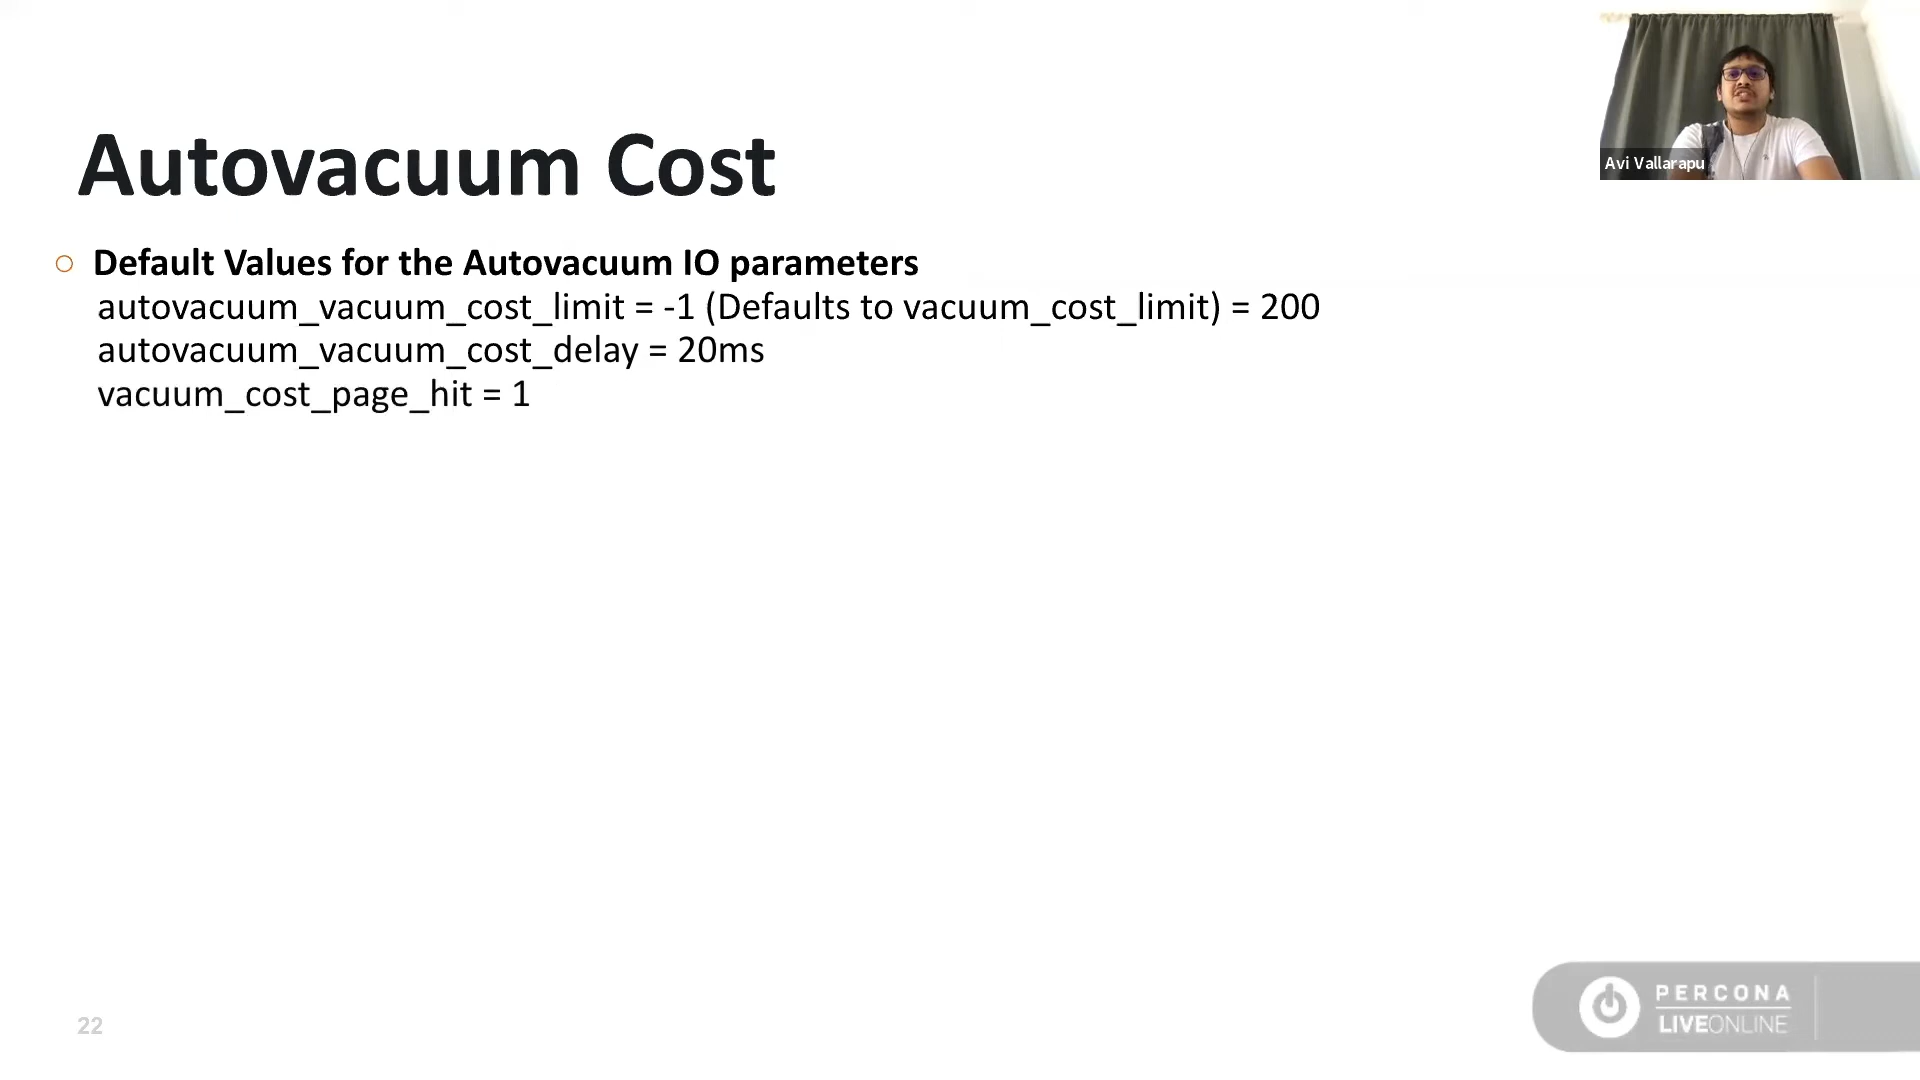 Autovacuum Cost
Avi Vallarapu
Default Values for the Autovacuum IO parameters
autovacuum_vacuum_cost_limit = -1 (Defaults to vacuum_cost_limit) = 200
autovacuum_vacuum_cost_delay = 20ms
vacuum_cost_page_hit = 1
22
PERCONA
LIVEONLINE